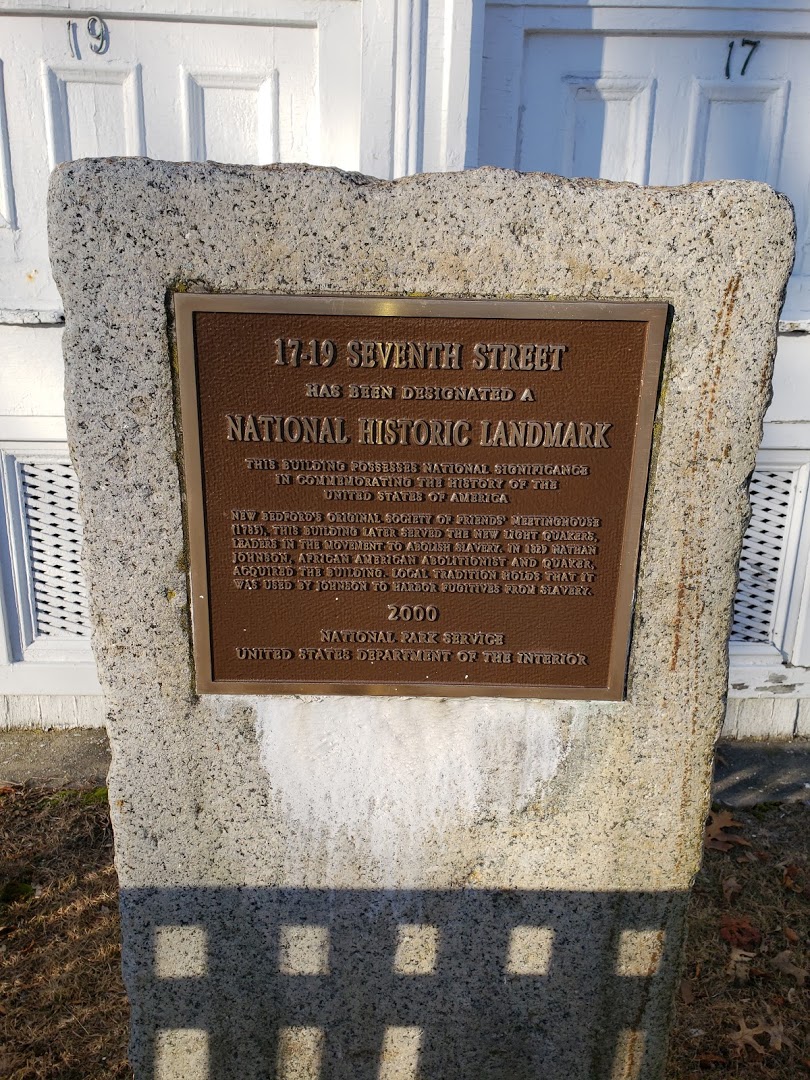 19
17
17-19 SEVENTH STREET
HAS BEEN DESIGNATED A
NATIONAL HISTORIC LANDMARK
THIS BUILDING POSSESSES NATIONAL SIGNIFICANCE
IN COMMEMORATING THE HISTORY OF THE
UNITED STATES OF AMERICA
NEW BEDFORD'S ORIGINAL SOCIETY OF FRIENDS' MEETINGHOUSE
(1785), THIS BUILDING LATER SERVED THE NEW LIGHT QUAKERS,
LEADERS IN THE MOVEMENT TO ABOLISH SLAVERY. IN 1829 NATHAN
JOHNSON, AFRICAN AMERICAN ABOLITIONIST AND QUAKER,
ACQUIRED THE BUILDING. LOCAL TRADITION HOLDS THAT IT
WAS USED BY JOHNSON TO HARBOR FUGITIVES FROM SLAVERY.
2000
NATIONAL PARK SERVICE
UNITED STATES DEPARTMENT OF THE INTERIOR